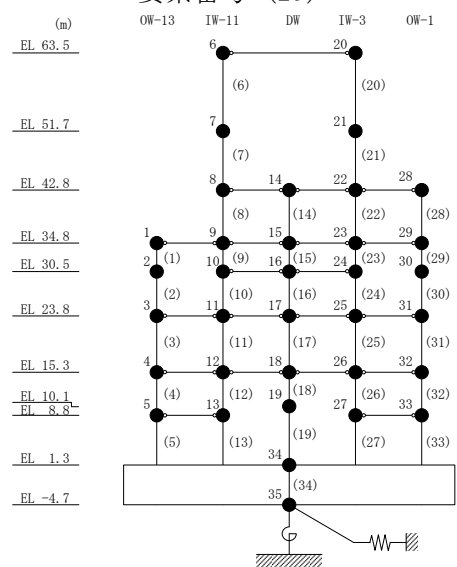 (m) OW-13 IW-11 DW IW-3 OW-1
EL 63.5 6 20
(6) (20)
EL 51.7 7 21
(7) (21)
EL 42.8 8 14 22 28
(8) (14) (22) (28)
EL 34.8 1 9 15 23 29
(1) (9) (15) (23) (29)
EL 30.5 2 10 16 24 30
(2) (10) (16) (24) (30)
EL 23.8 3 11 17 25 31
(3) (11) (17) (25) (31)
EL 15.3 4 12 18 26 32
(4) (12) (18) (26) (32)
EL 10.1 19
EL 8.8 5 13 27 33
(5) (13) (19) (27) (33)
EL 1.3 34
(34)
EL -4.7 35